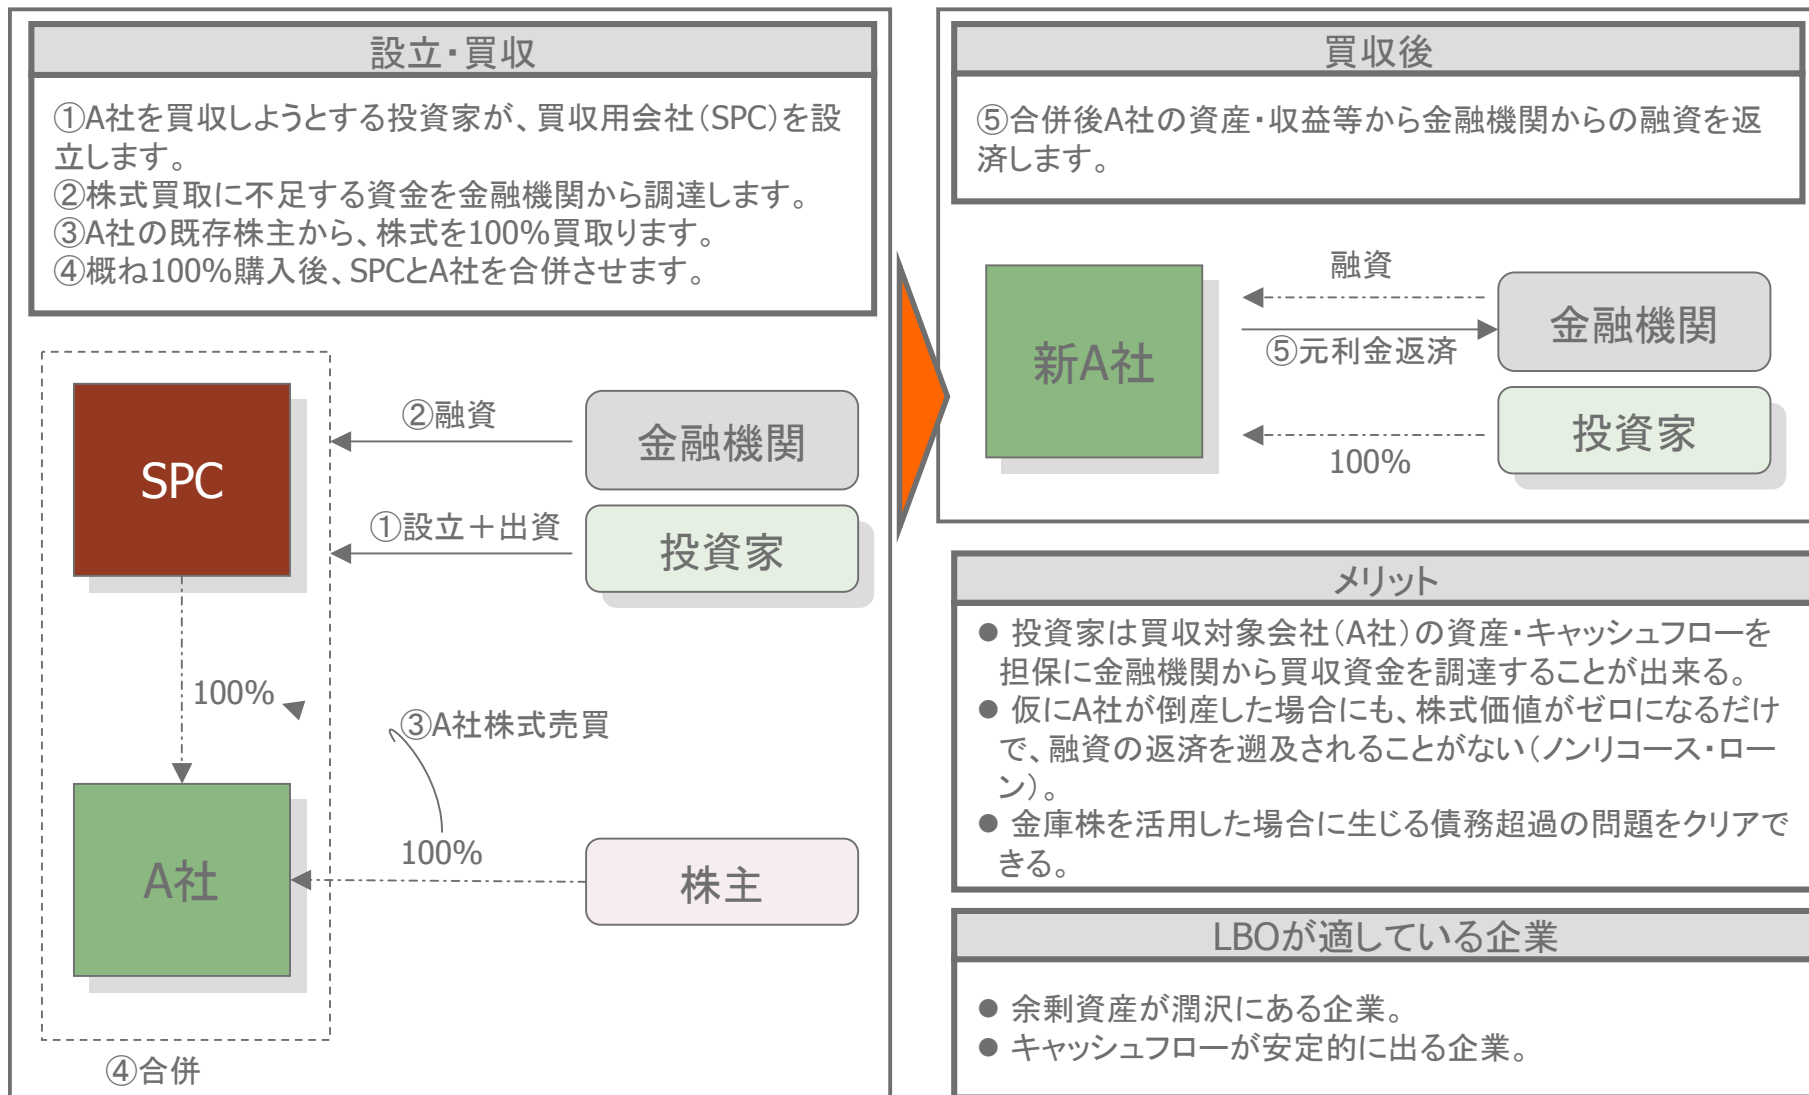 設立・買収
①A社を買収しようとする投資家が、買収用会社（SPC）を設
立します。
②株式買取に不足する資金を金融機関から調達します。
③A社の既存株主から、株式を100％買取ります。
④概ね100％購入後、SPCとA社を合併させます。
②融資
金融機関
SPC
①設立＋出資
投資家
100%
③A社株式売買
100%
A社
株主
④合併
買収後
⑤合併後A社の資産・収益等から金融機関からの融資を返
済します。
融資
金融機関
新A社
⑤元利金返済
投資家
100%
メリット
● 投資家は買収対象会社（A社）の資産・キャッシュフローを
担保に金融機関から買収資金を調達することが出来る。
● 仮にA社が倒産した場合にも、株式価値がゼロになるだけ
で、融資の返済を遡及されることがない（ノンリコース・ロー
ン）。
● 金庫株を活用した場合に生じる債務超過の問題をクリアで
きる。
LBOが適している企業
● 余剰資産が潤沢にある企業。
● キャッシュフローが安定的に出る企業。